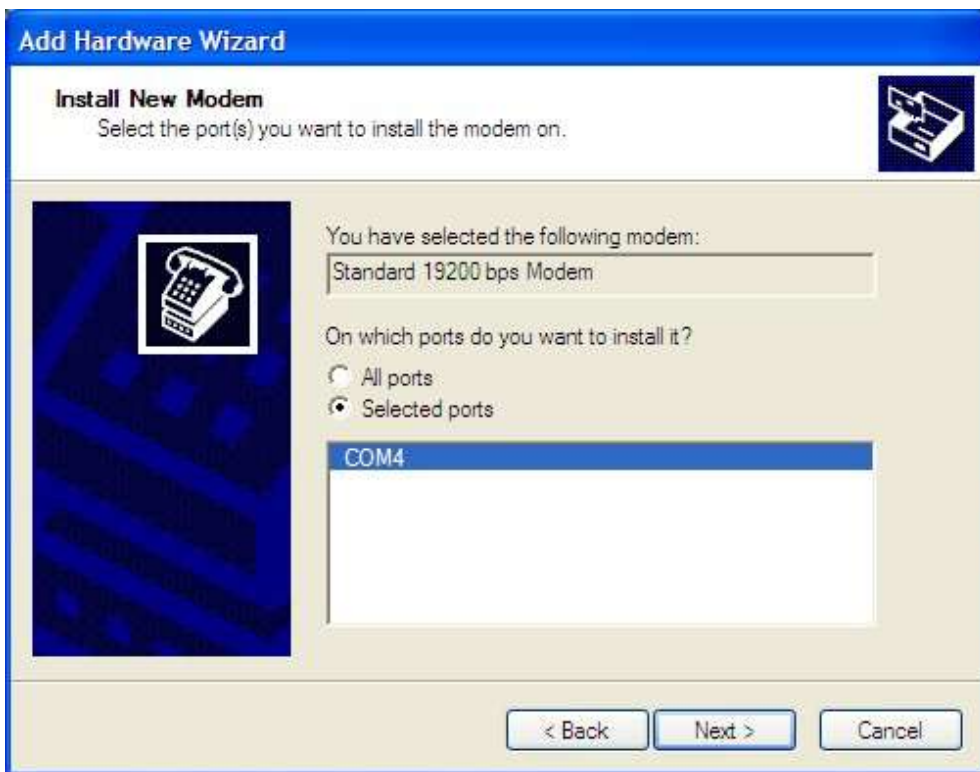 Add Hardware Wizard
Install New Modem
Select the port(s) you want to install the modem on.
You have selected the following modem:
Standard 19200 bps Modem
On which ports do you want to install it?
All ports
Selected ports
COM4
< Back Next > Cancel